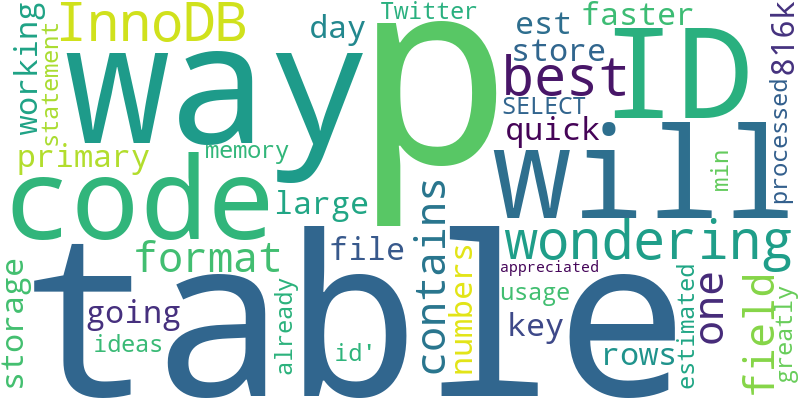 InnoDB
Twitter
faster
day
est
store
best
SELECT
quick
ID
816k
working
statement
way
p
primary
memory
code
large
will
min
processed
format
file
contains
wondering
appreciated
usage
numbers
key
storage
going
ideas
already
id'
table
rows
estimated
one
field
greatly